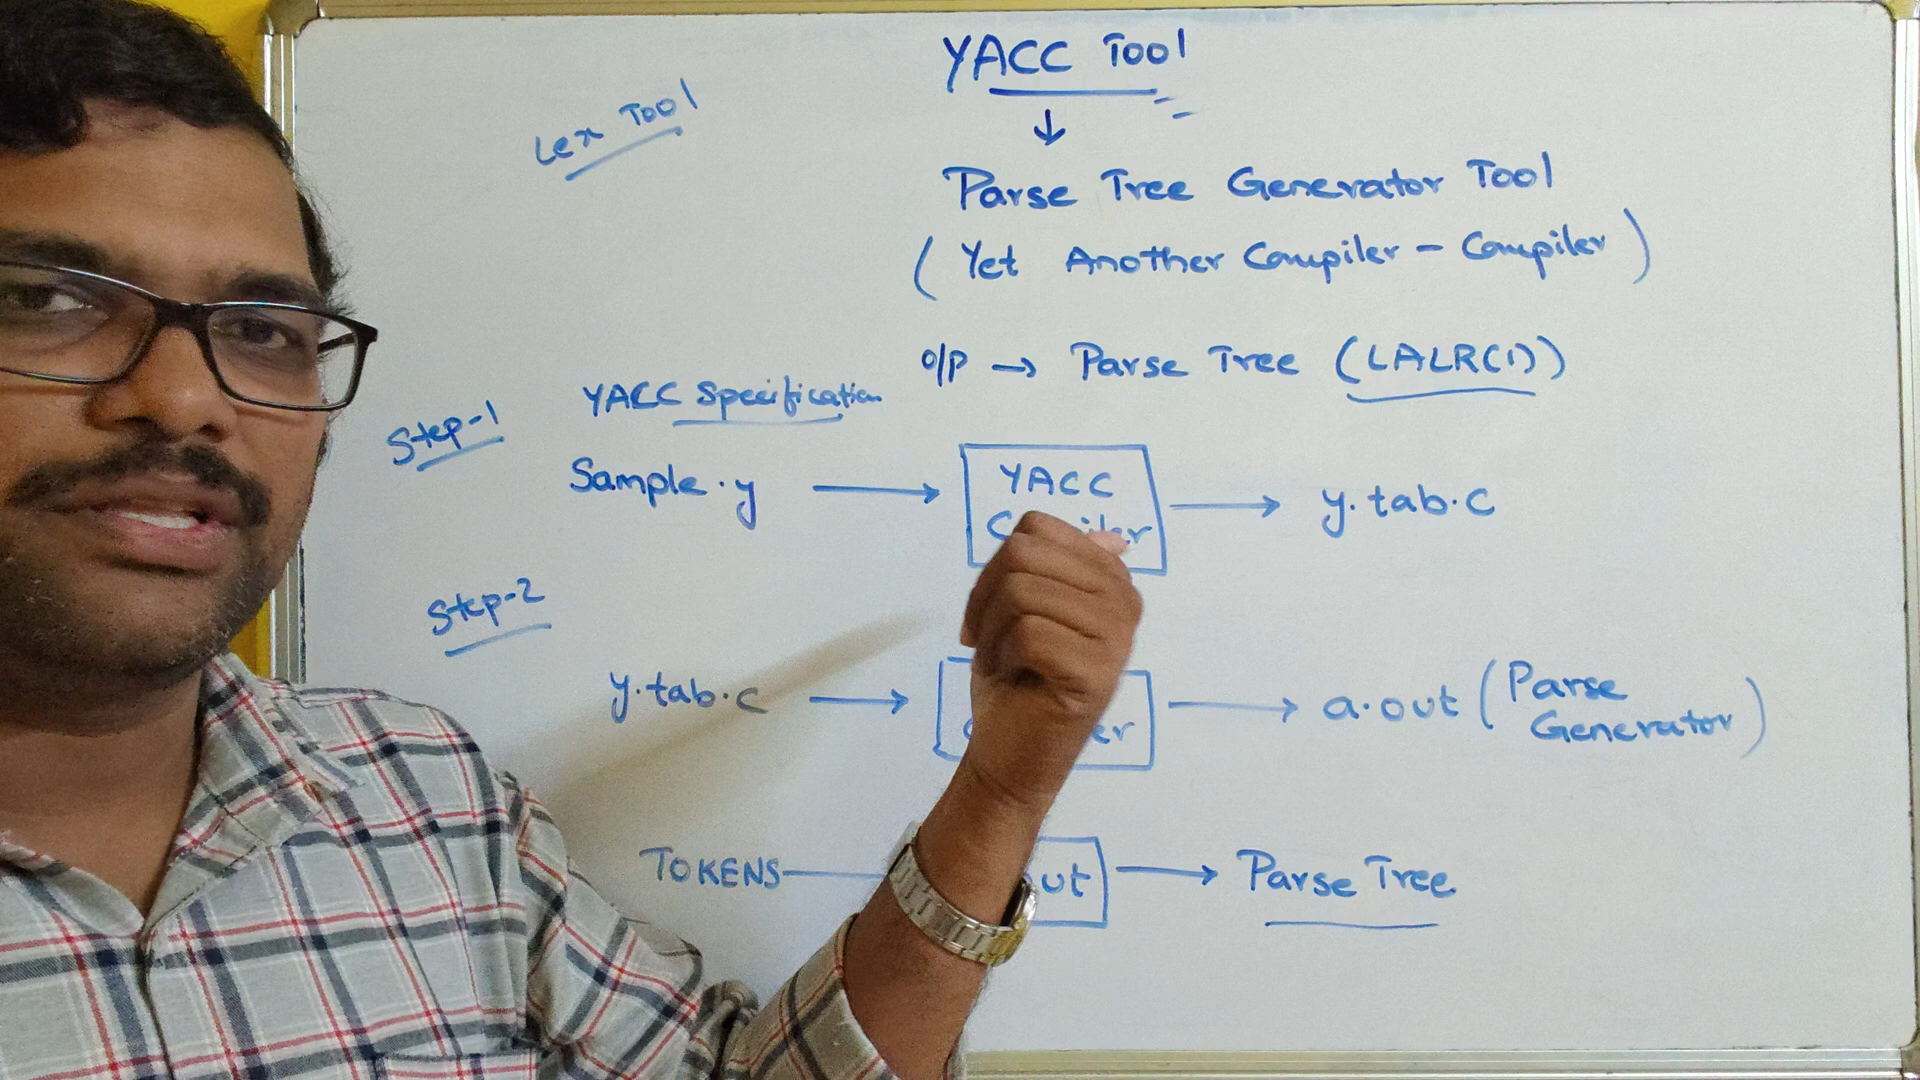 YACC Tool
Lex Tool
Parse Tree Generator Tool
(Yet Another Compiler - Compiler)
o/p → Parse Tree (LALR(1))
YACC Specification
Step-1
Sample.y → YACC → y.tab.c
Step-2
y.tab.c → → a.out (Parse Generator)
TOKENS → Parse Tree